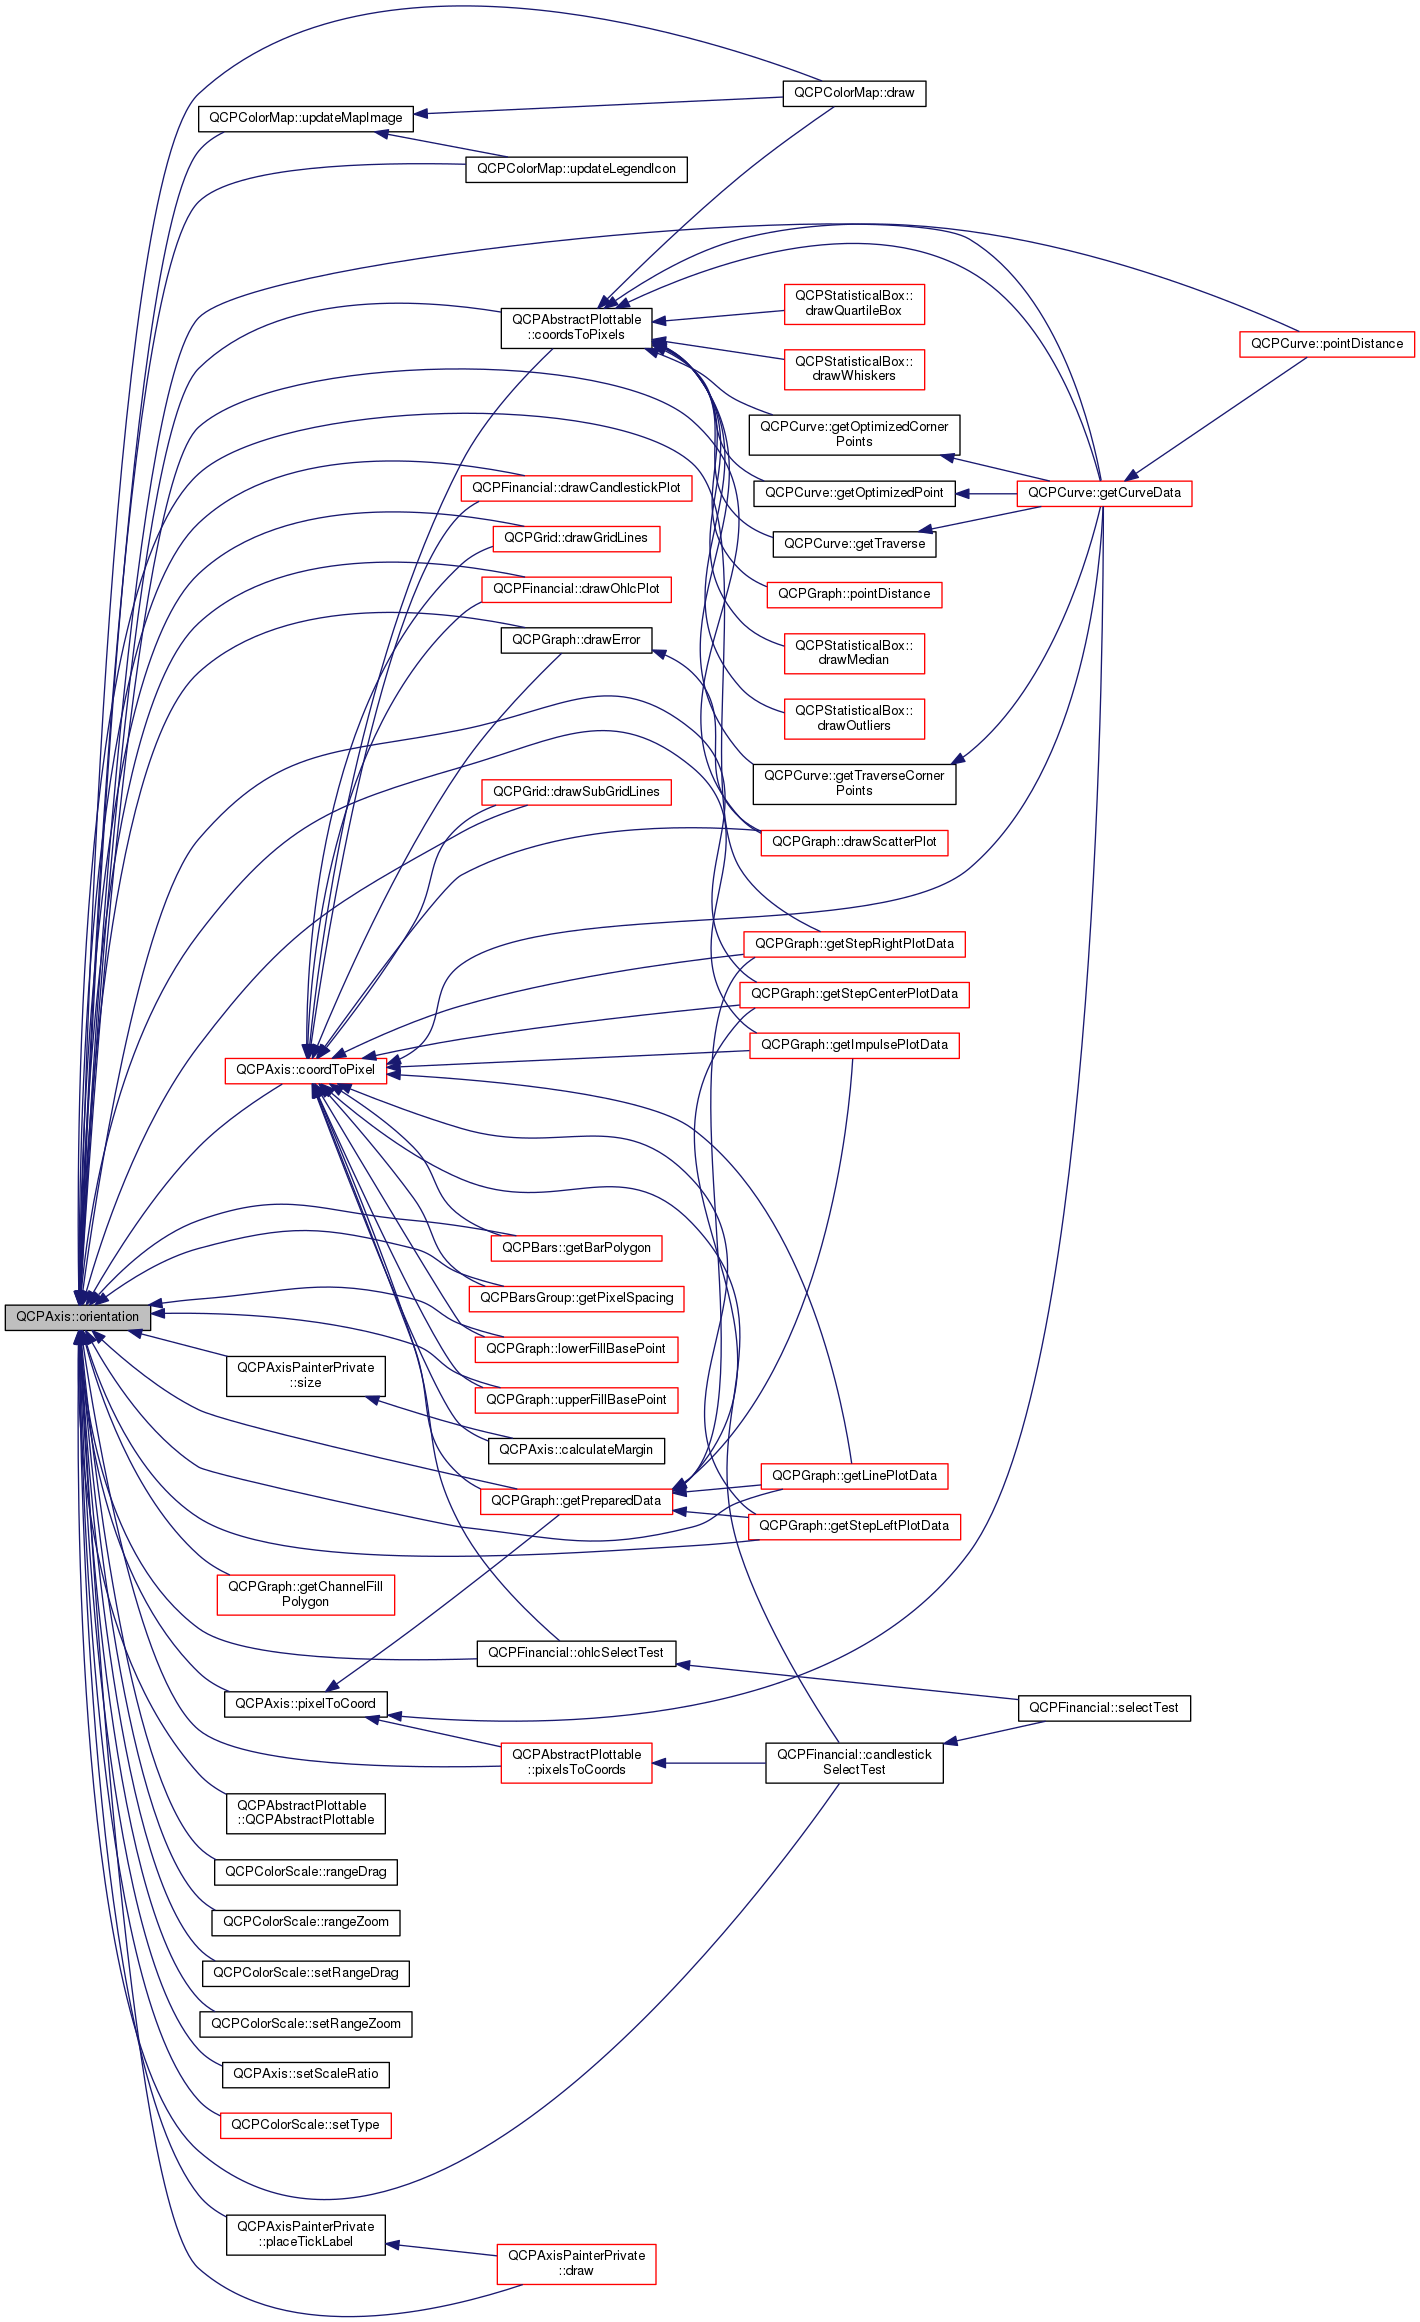 QCPColorMap::draw
QCPColorMap::updateMapImage
QCPColorMap::updateLegendIcon
QCPStatisticalBox::
drawQuartileBox
QCPAbstractPlottable
::coordsToPixels
QCPCurve::pointDistance
QCPStatisticalBox::
drawWhiskers
QCPCurve::getOptimizedCorner
Points
QCPFinancial::drawCandlestickPlot
QCPCurve::getOptimizedPoint
QCPCurve::getCurveData
QCPGrid::drawGridLines
QCPCurve::getTraverse
QCPFinancial::drawOhlcPlot
QCPGraph::pointDistance
QCPGraph::drawError
QCPStatisticalBox::
drawMedian
QCPStatisticalBox::
drawOutliers
QCPCurve::getTraverseCorner
Points
QCPGrid::drawSubGridLines
QCPGraph::drawScatterPlot
QCPGraph::getStepRightPlotData
QCPGraph::getStepCenterPlotData
QCPGraph::getImpulsePlotData
QCPAxis::coordToPixel
QCPBars::getBarPolygon
QCPBarsGroup::getPixelSpacing
QCPAxis::orientation
QCPGraph::lowerFillBasePoint
QCPAxisPainterPrivate
::size
QCPGraph::upperFillBasePoint
QCPAxis::calculateMargin
QCPGraph::getLinePlotData
QCPGraph::getPreparedData
QCPGraph::getStepLeftPlotData
QCPGraph::getChannelFill
Polygon
QCPFinancial::ohlcSelectTest
QCPAxis::pixelToCoord
QCPFinancial::selectTest
QCPAbstractPlottable
::pixelsToCoords
QCPFinancial::candlestick
SelectTest
QCPAbstractPlottable
::QCPAbstractPlottable
QCPColorScale::rangeDrag
QCPColorScale::rangeZoom
QCPColorScale::setRangeDrag
QCPColorScale::setRangeZoom
QCPAxis::setScaleRatio
QCPColorScale::setType
QCPAxisPainterPrivate
::placeTickLabel
QCPAxisPainterPrivate
::draw